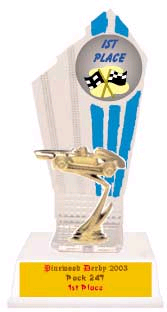 1ST
PLACE
Pinewood Derby 2003
Pack 247
1st Place